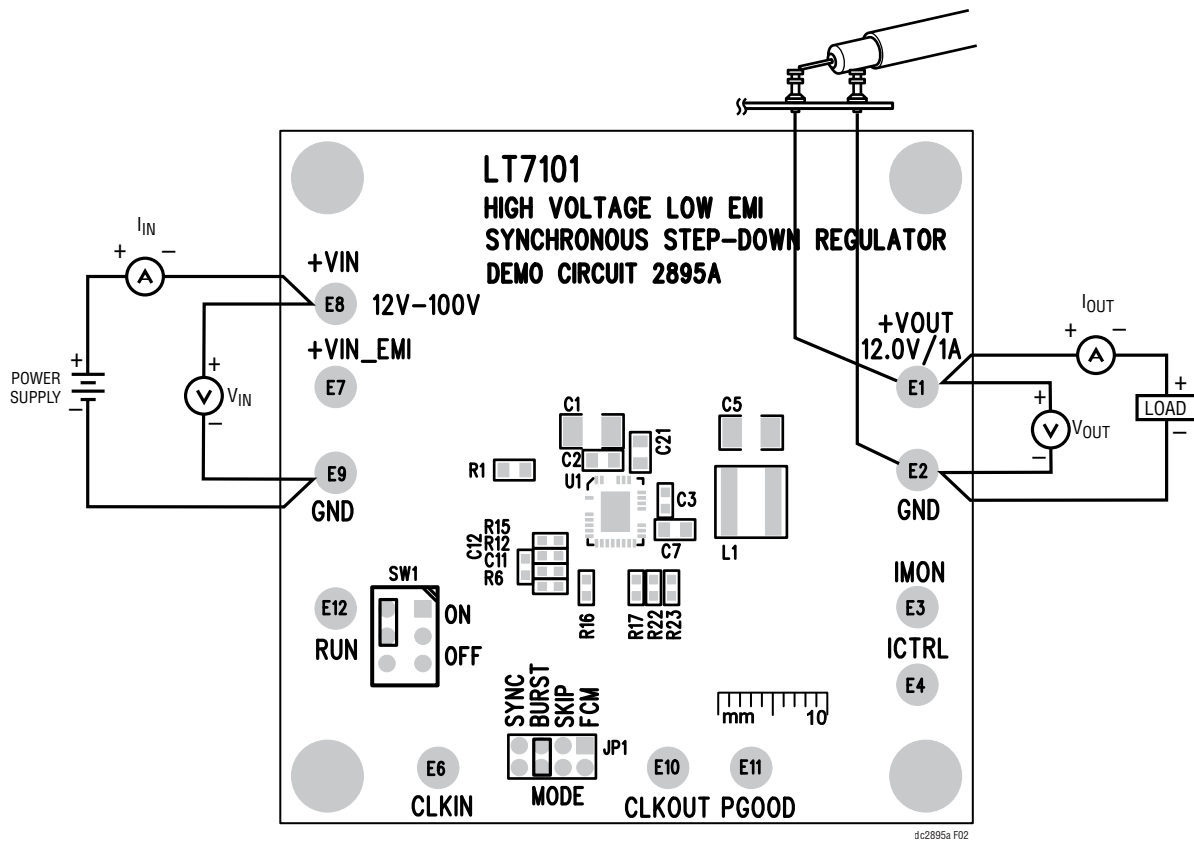 LT7101
HIGH VOLTAGE LOW EMI
SYNCHRONOUS STEP-DOWN REGULATOR
DEMO CIRCUIT 2895A
IIN
+ −
A
+VIN
E8 12V−100V
+VIN_EMI
E7
+
POWER
SUPPLY
−
+
V VIN
−
E9
GND
+VOUT
12.0V/1A
E1
IOUT
+ −
A
+
V VOUT
−
+
LOAD
−
E2
GND
C1
C5
C2
C21
R1
U1
C3
C7
L1
C12
R15
R12
C11
R6
R16
R17
R22
R23
SW1
E12
RUN
ON
OFF
IMON
E3
ICTRL
E4
SYNC
BURST
SKIP
FCM
JP1
MODE
mm 10
E6
CLKIN
E10
CLKOUT
E11
PGOOD
dc2895a F02